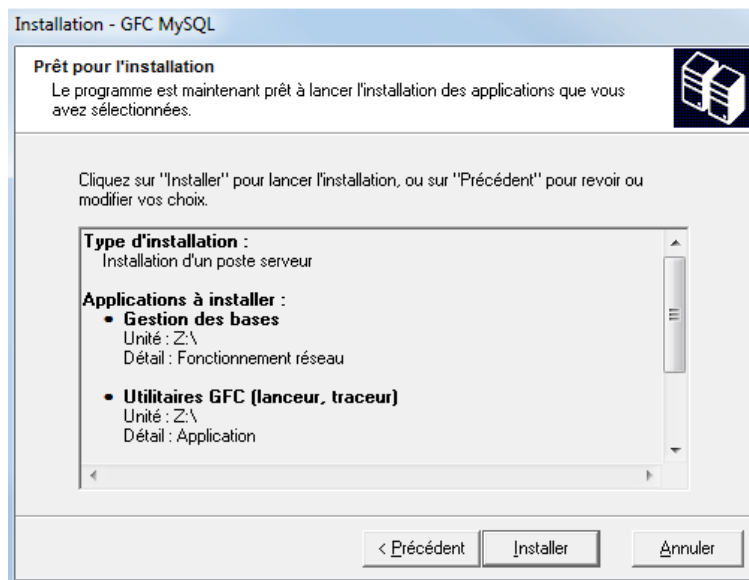 Installation - GFC MySQL
Prêt pour l'installation
Le programme est maintenant prêt à lancer l'installation des applications que vous
avez sélectionnées.
Cliquez sur "Installer" pour lancer l'installation, ou sur "Précédent" pour revoir ou
modifier vos choix.
Type d'installation :
Installation d'un poste serveur
Applications à installer :
• Gestion des bases
Unité : Z:\
Détail : Fonctionnement réseau
• Utilitaires GFC (lanceur, traceur)
Unité : Z:\
Détail : Application
< Précédent
Installer
Annuler